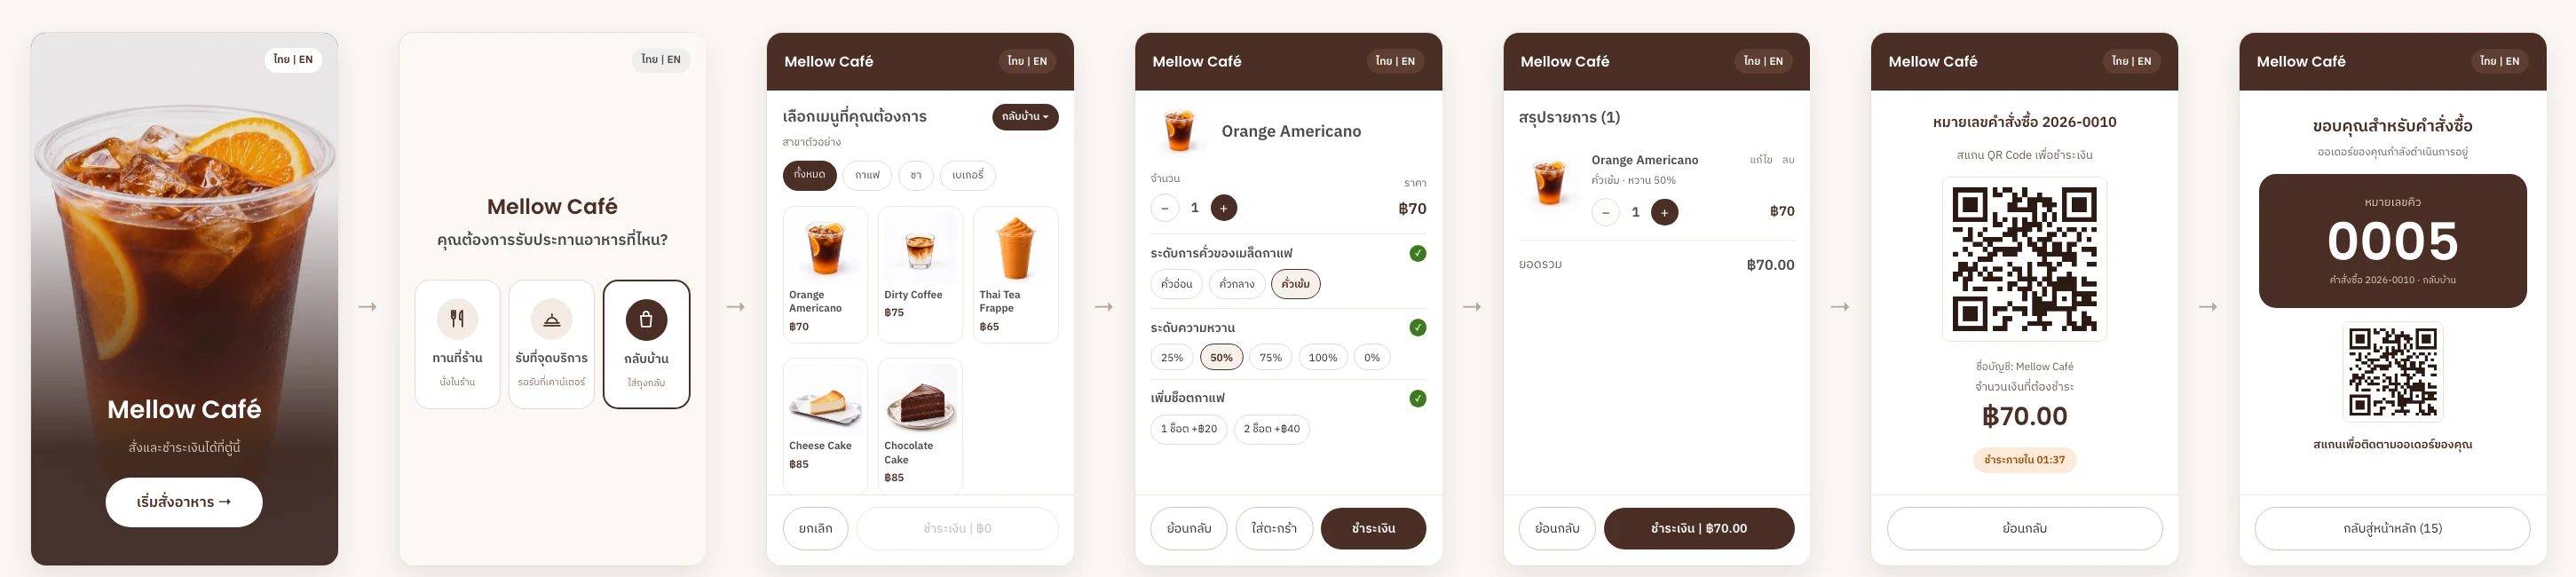 ไทย | EN
Mellow Café
สั่งและชำระเงินได้ที่ตู้นี้
เริ่มสั่งอาหาร →
→
ไทย | EN
Mellow Café
คุณต้องการรับประทานอาหารที่ไหน?
ทานที่ร้าน
นั่งในร้าน
รับที่จุดบริการ
รอรับที่เคาน์เตอร์
กลับบ้าน
ใส่ถุงกลับ
→
Mellow Café
ไทย | EN
เลือกเมนูที่คุณต้องการ
กลับบ้าน
สาขาตัวอย่าง
ทั้งหมด กาแฟ ชา เบเกอรี่
Orange
Americano
฿70
Dirty Coffee
฿75
Thai Tea
Frappe
฿65
Cheese Cake
฿85
Chocolate
Cake
฿85
ยกเลิก
ชำระเงิน | ฿0
→
Mellow Café
ไทย | EN
Orange Americano
จำนวน
ราคา
− 1 +
฿70
ระดับการคั่วของเมล็ดกาแฟ ✓
คั่วอ่อน คั่วกลาง คั่วเข้ม
ระดับความหวาน ✓
25% 50% 75% 100% 0%
เพิ่มช็อตกาแฟ ✓
1 ช็อต +฿20 2 ช็อต +฿40
ย้อนกลับ ใส่ตะกร้า ชำระเงิน
→
Mellow Café
ไทย | EN
สรุปรายการ (1)
Orange Americano
แก้ไข ลบ
คั่วเข้ม · หวาน 50%
− 1 +
฿70
ยอดรวม
฿70.00
ย้อนกลับ
ชำระเงิน | ฿70.00
→
Mellow Café
ไทย | EN
หมายเลขคำสั่งซื้อ 2026-0010
สแกน QR Code เพื่อชำระเงิน
ชื่อบัญชี: Mellow Café
จำนวนเงินที่ต้องชำระ
฿70.00
ชำระภายใน 01:37
ย้อนกลับ
→
Mellow Café
ไทย | EN
ขอบคุณสำหรับคำสั่งซื้อ
ออเดอร์ของคุณกำลังดำเนินการอยู่
หมายเลขคิว
0005
คำสั่งซื้อ 2026-0010 · กลับบ้าน
สแกนเพื่อติดตามออเดอร์ของคุณ
กลับสู่หน้าหลัก (15)